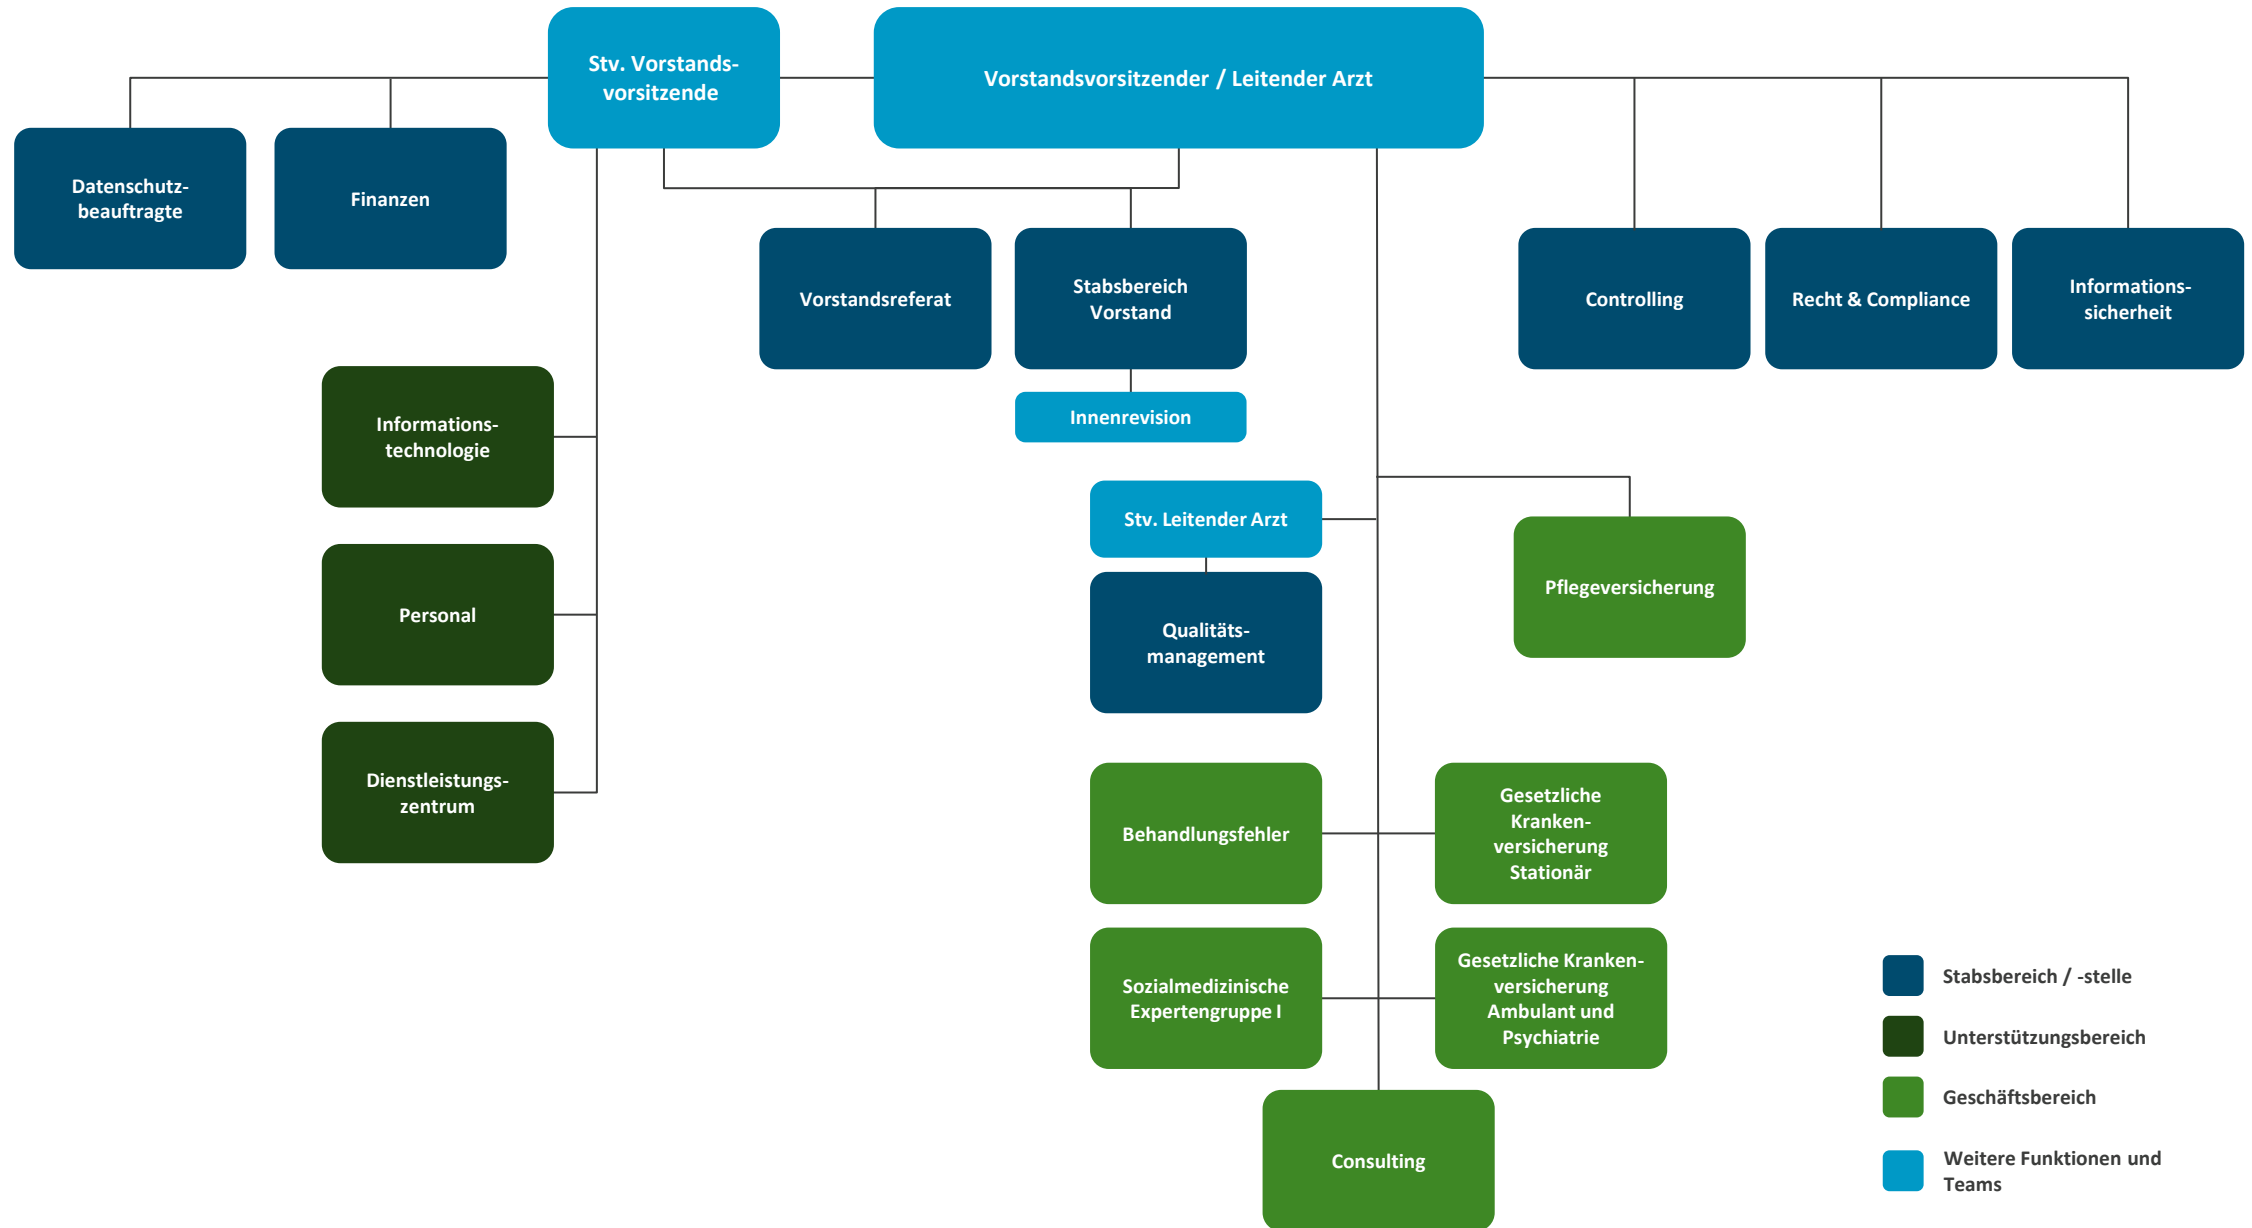 Stv. Vorstands-
vorsitzende
Vorstandsvorsitzender / Leitender Arzt
Datenschutz-
beauftragte
Finanzen
Vorstandsreferat
Stabsbereich
Vorstand
Controlling
Recht & Compliance
Informations-
sicherheit
Innenrevision
Informations-
technologie
Stv. Leitender Arzt
Pflegeversicherung
Personal
Qualitäts-
management
Dienstleistungs-
zentrum
Behandlungsfehler
Gesetzliche
Kranken-
versicherung
Stationär
Sozialmedizinische
Expertengruppe I
Gesetzliche Kranken-
versicherung
Ambulant und
Psychiatrie
Consulting
Stabsbereich / -stelle
Unterstützungsbereich
Geschäftsbereich
Weitere Funktionen und
Teams